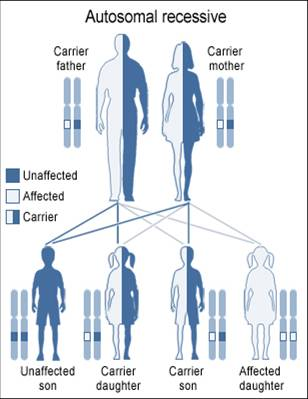 Autosomal recessive
Carrier father
Carrier mother
Unaffected
Affected
Carrier
Unaffected son
Carrier daughter
Carrier son
Affected daughter